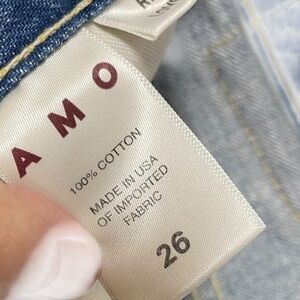 AMO
100% COTTON
MADE IN USA
OF IMPORTED
FABRIC
26